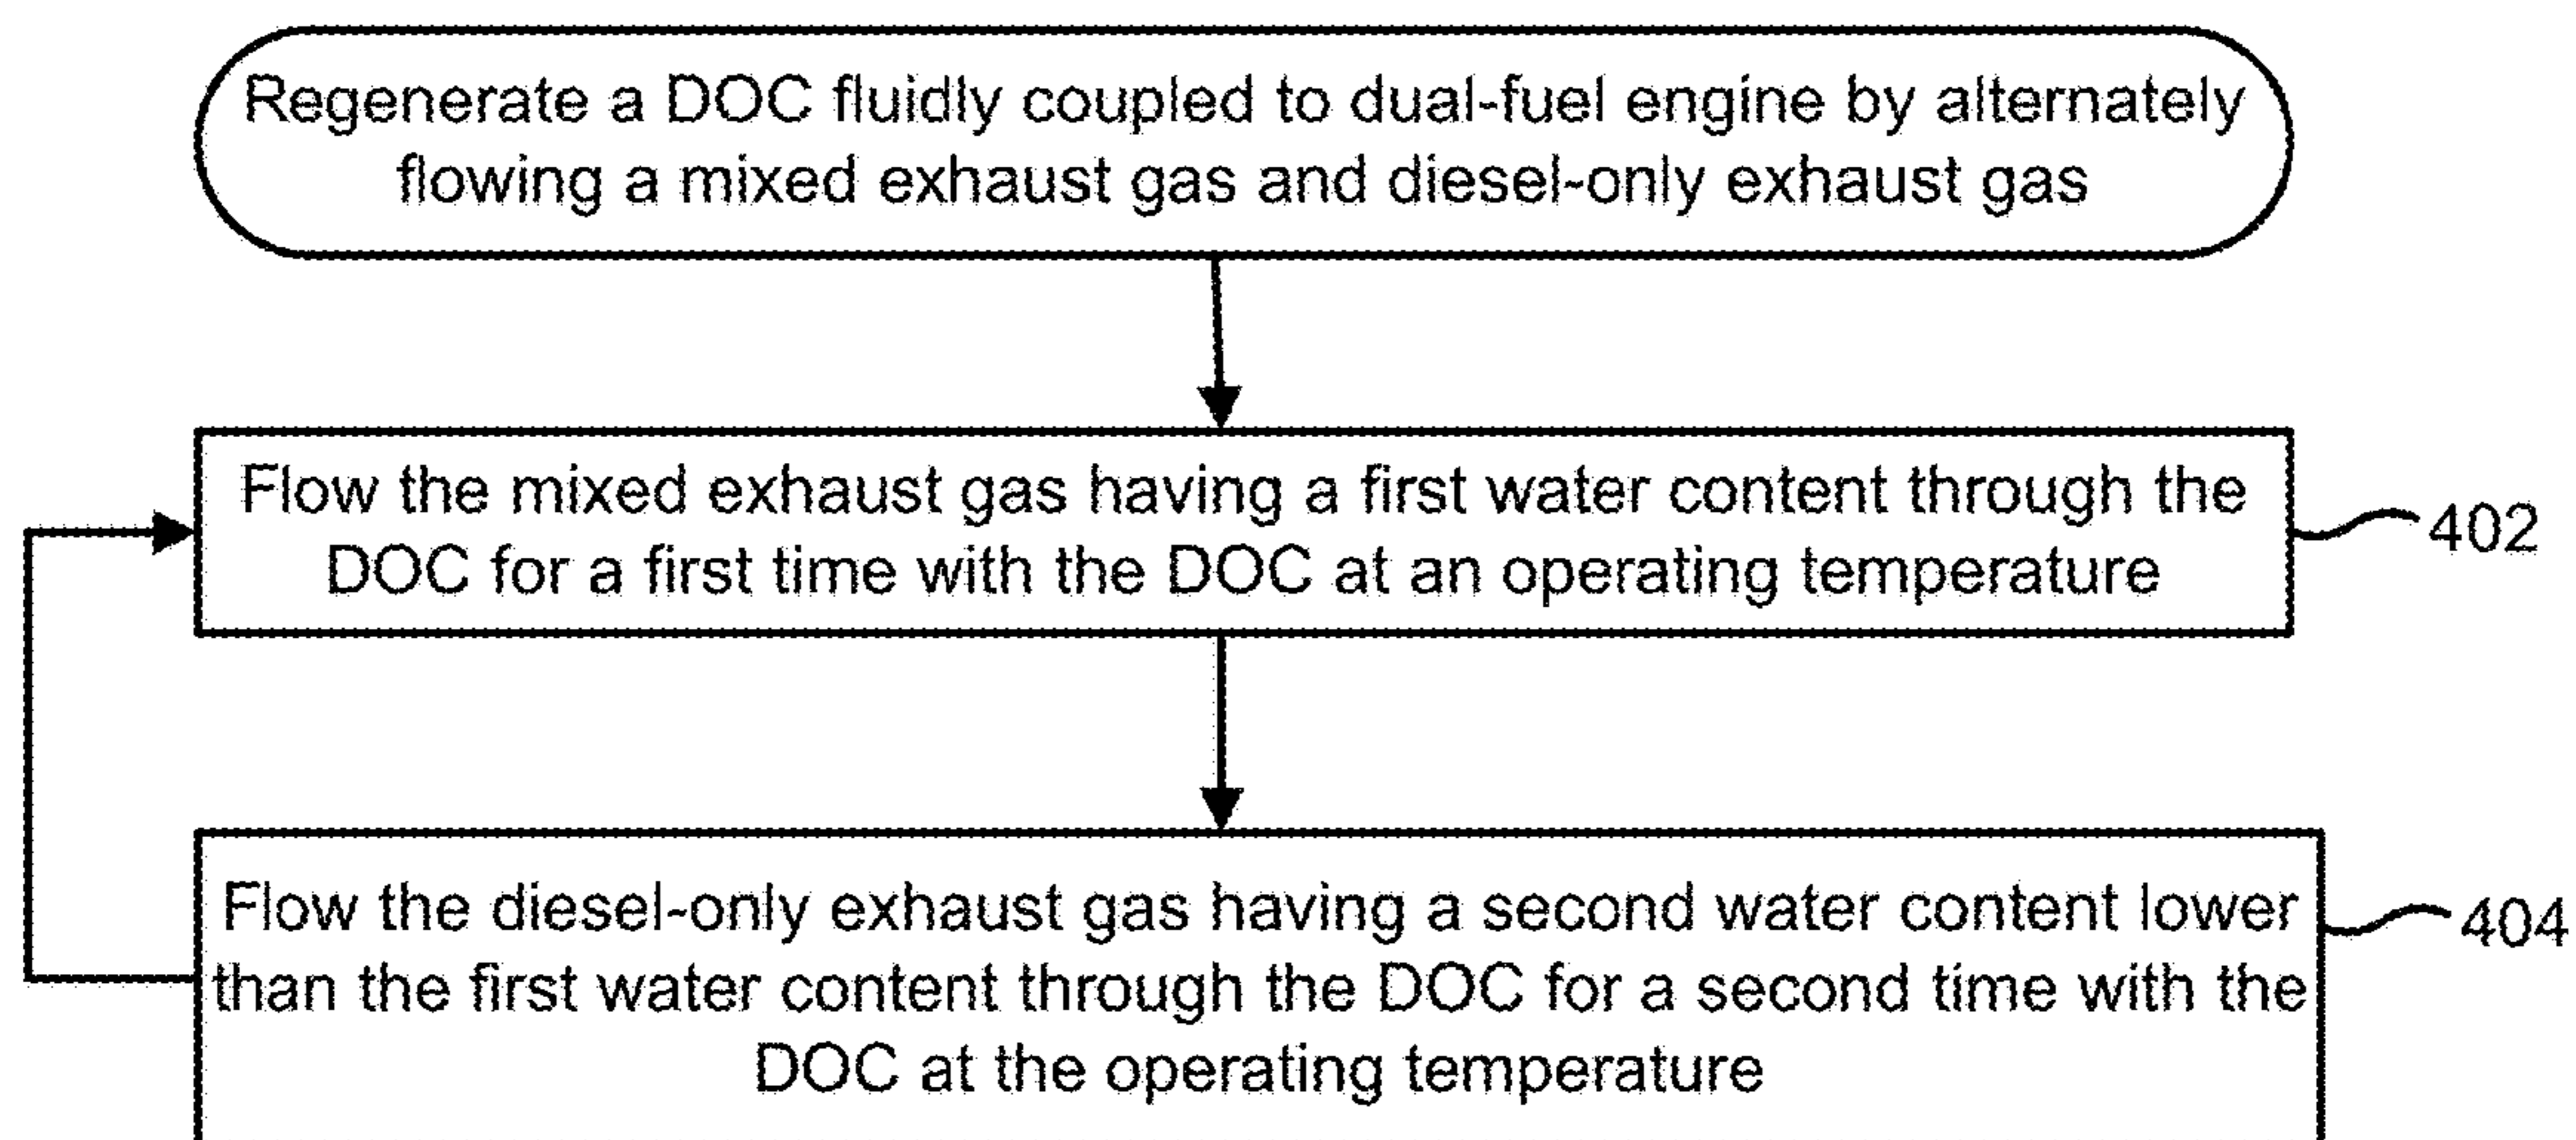 Regenerate a DOC fluidly coupled to dual-fuel engine by alternately
flowing a mixed exhaust gas and diesel-only exhaust gas
Flow the mixed exhaust gas having a first water content through the
DOC for a first time with the DOC at an operating temperature
402
Flow the diesel-only exhaust gas having a second water content lower
than the first water content through the DOC for a second time with the
DOC at the operating temperature
404